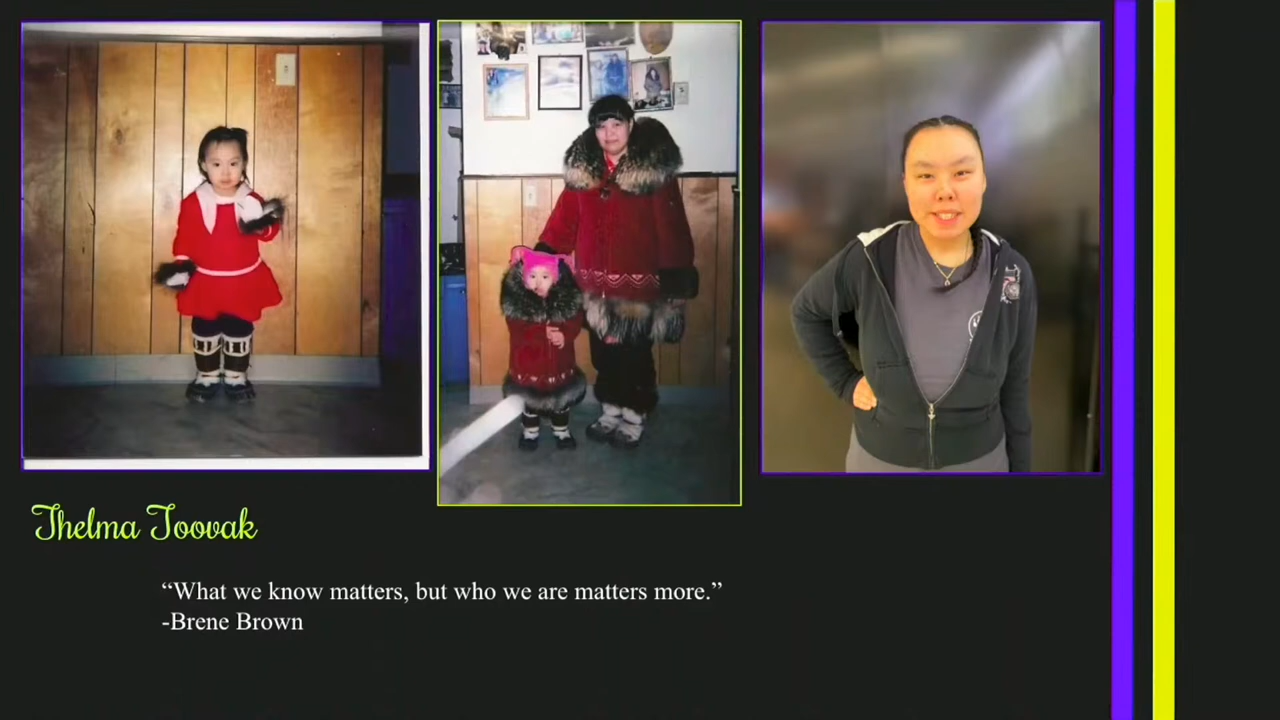 Thelma Toovak
“What we know matters, but who we are matters more.”
-Brene Brown